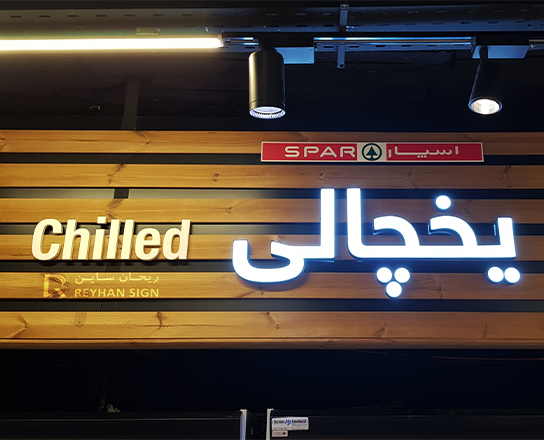 SPAR اسپار
Chilled یخچالی
ریحان ساین
REYHAN SIGN